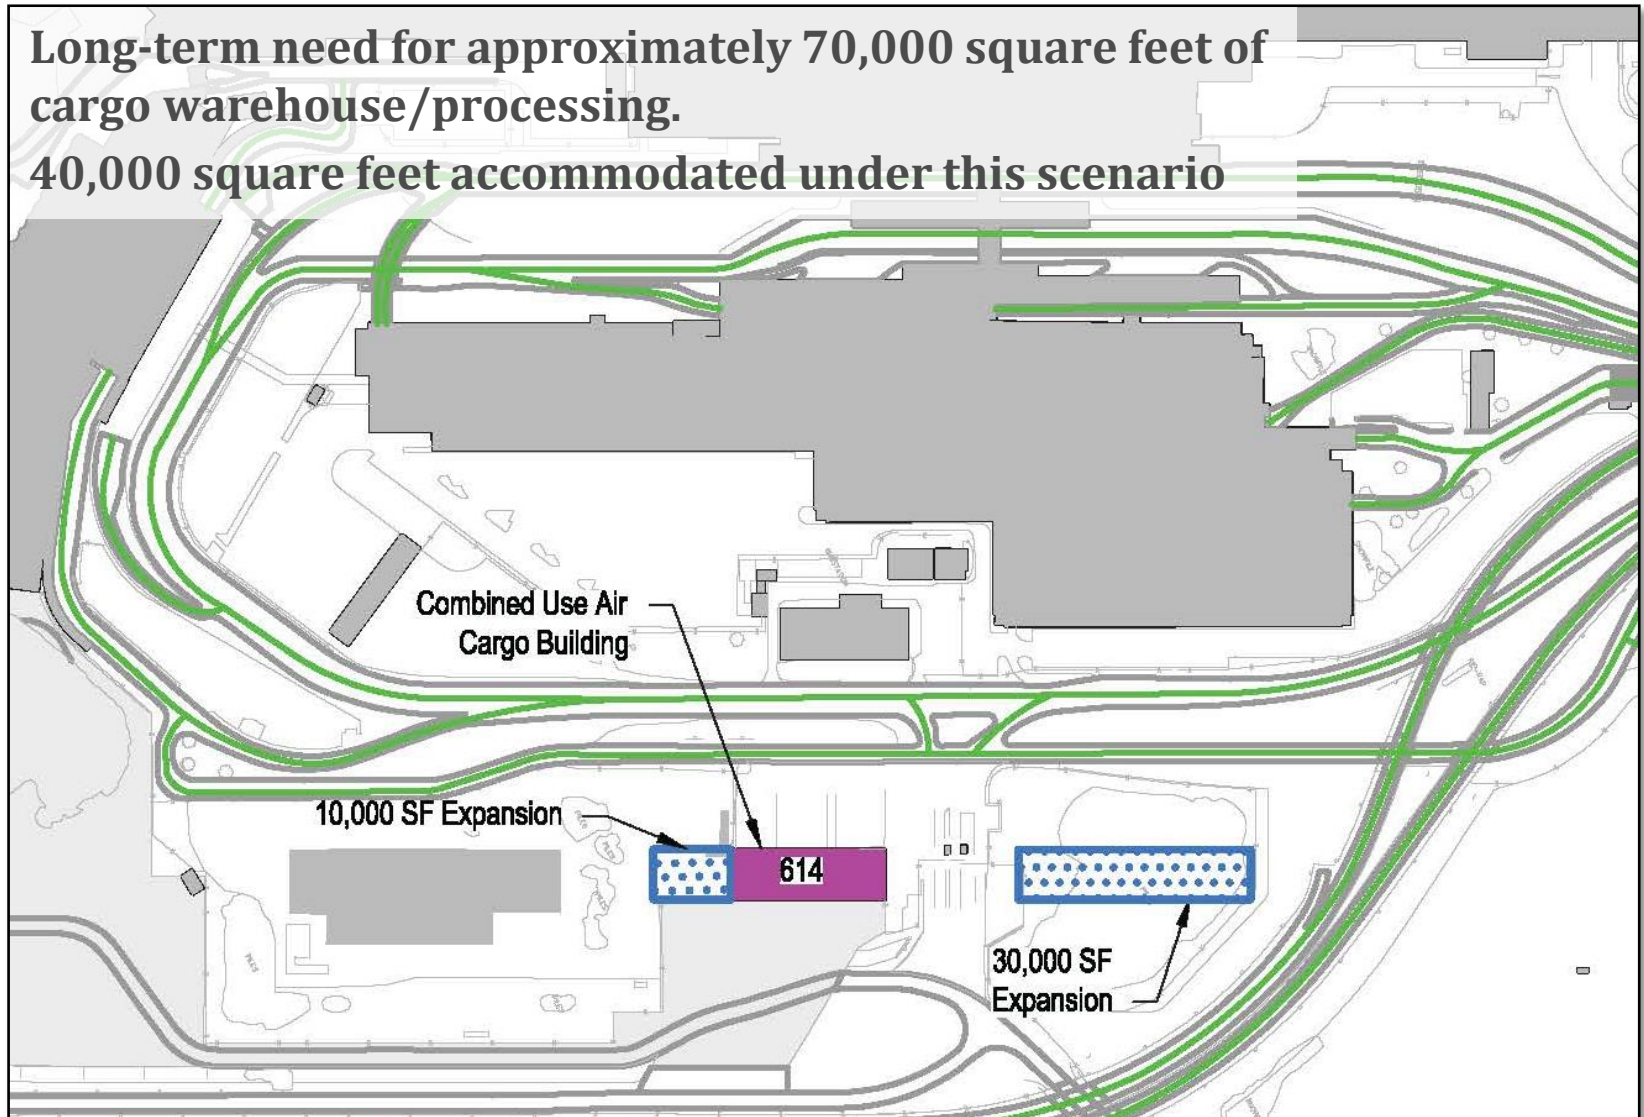 Long-term need for approximately 70,000 square feet of
cargo warehouse/processing.
40,000 square feet accommodated under this scenario
Combined Use Air
Cargo Building
10,000 SF Expansion
614
30,000 SF
Expansion